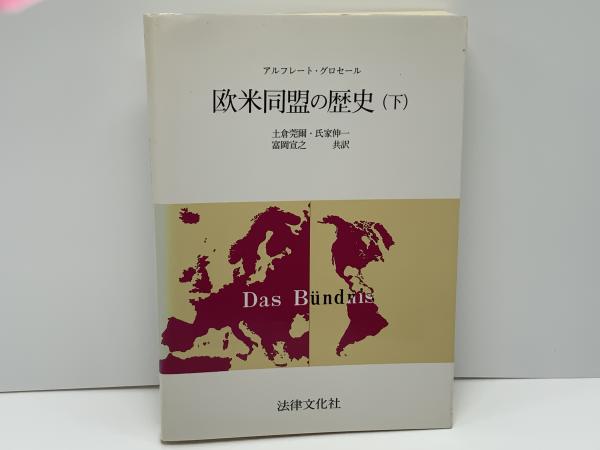 アルフレート・グロセール
欧米同盟の歴史(下)
土倉莞爾・氏家伸一
富岡宣之 共訳
Das Bündnis
法律文化社